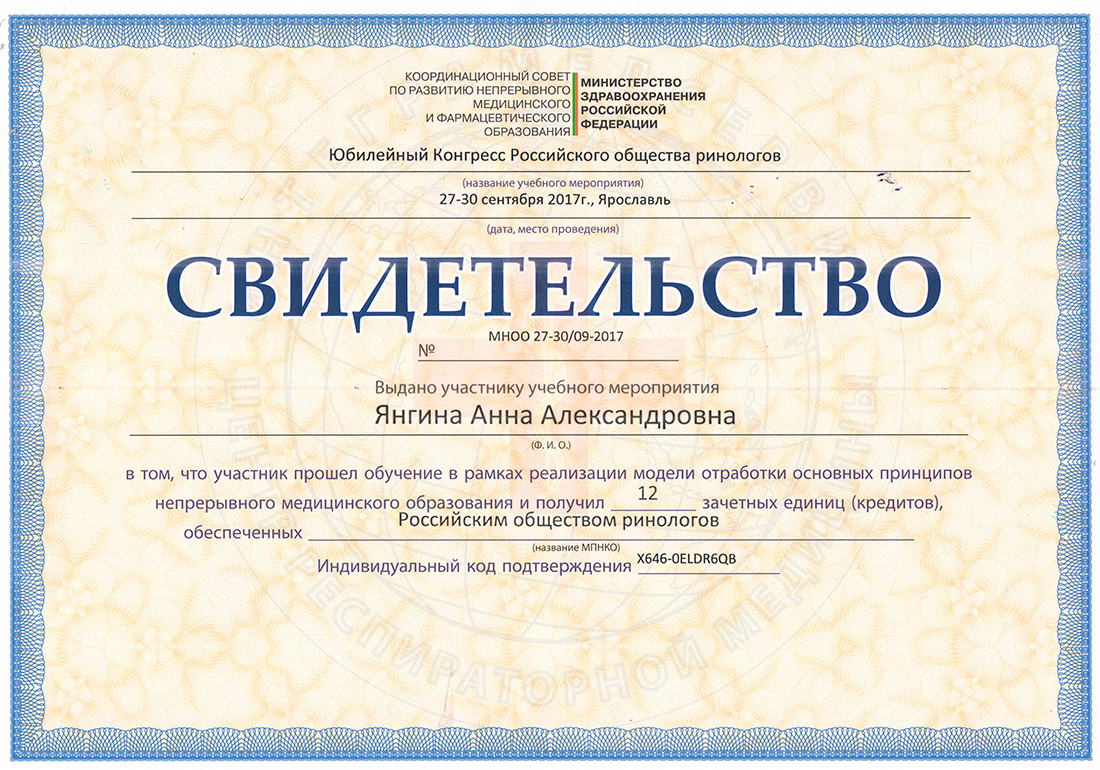 КООРДИНАЦИОННЫЙ СОВЕТ
ПО РАЗВИТИЮ НЕПРЕРЫВНОГО
МЕДИЦИНСКОГО
И ФАРМАЦЕВТИЧЕСКОГО
ОБРАЗОВАНИЯ
МИНИСТЕРСТВО
ЗДРАВООХРАНЕНИЯ
РОССИЙСКОЙ
ФЕДЕРАЦИИ
Юбилейный Конгресс Российского общества ринологов
(название учебного мероприятия)
27-30 сентября 2017г., Ярославль
(дата, место проведения)
СВИДЕТЕЛЬСТВО
МНОО 27-30/09-2017
№
Выдано участнику учебного мероприятия
Янгина Анна Александровна
(Ф. И. О.)
в том, что участник прошел обучение в рамках реализации модели отработки основных принципов
непрерывного медицинского образования и получил 12 зачетных единиц (кредитов),
Российским обществом ринологов
обеспеченных
(название МПНКО)
Индивидуальный код подтверждения X646-0ELDR6QB
РЕСПИРАТОРНОЙ